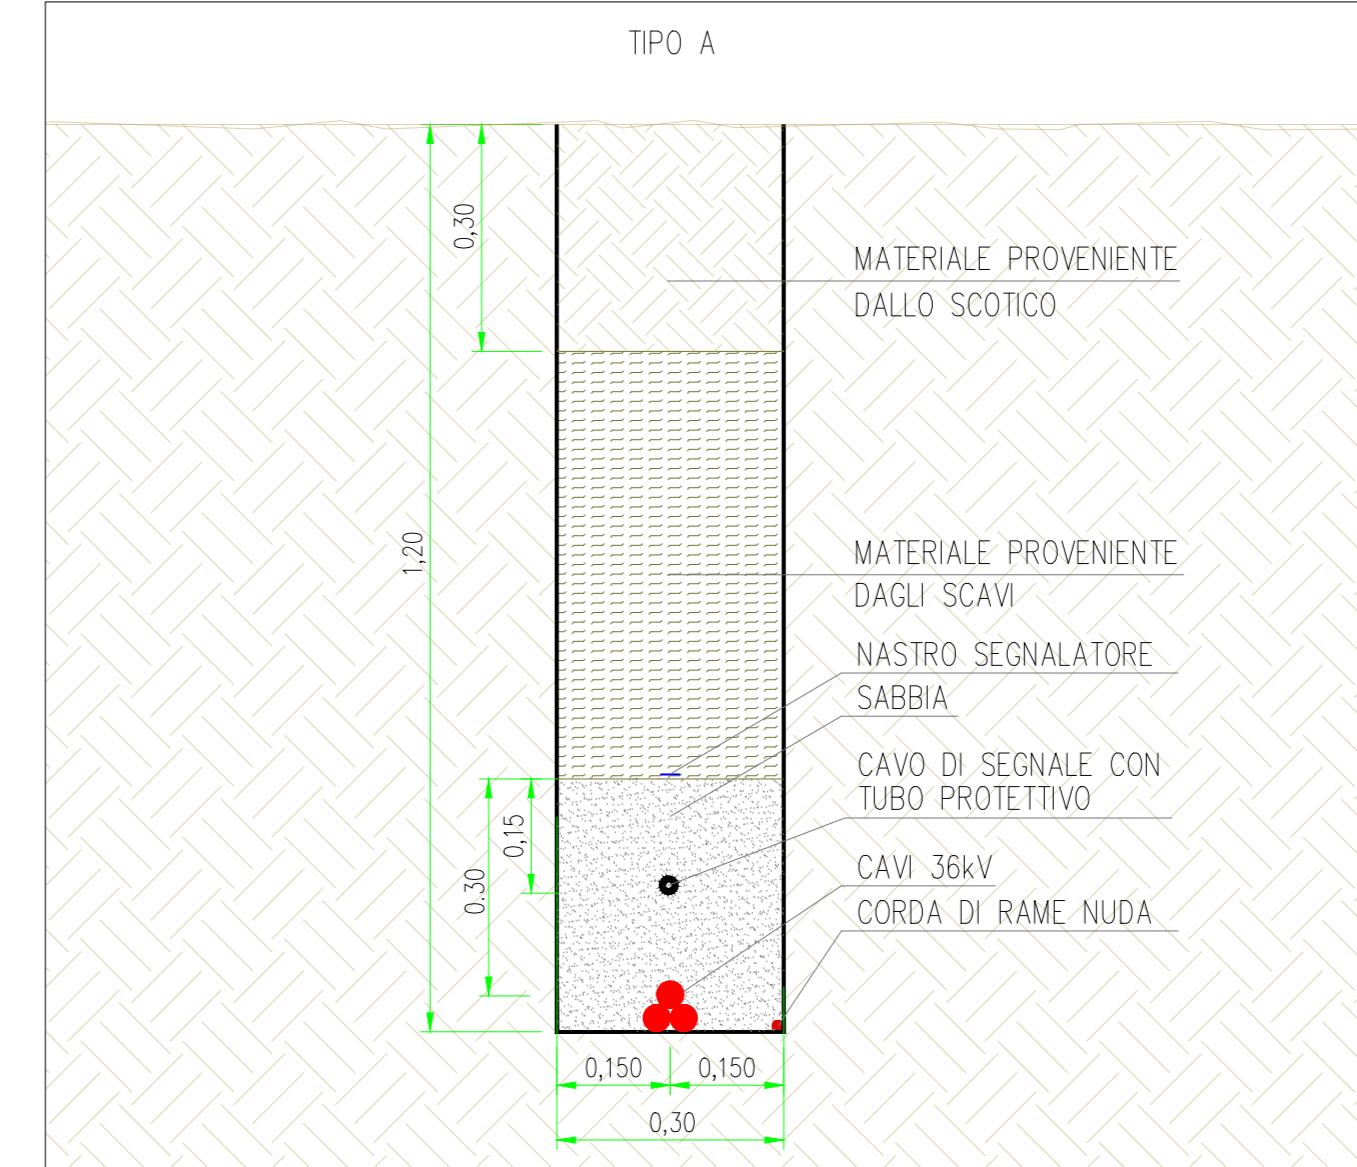 TIPO A
0,30
MATERIALE PROVENIENTE
DALLO SCOTICO
1,20
MATERIALE PROVENIENTE
DAGLI SCAVI
NASTRO SEGNALATORE
SABBIA
CAVO DI SEGNALE CON
TUBO PROTETTIVO
0,15
0.30
CAVI 36kV
CORDA DI RAME NUDA
0,150 0,150
0,30